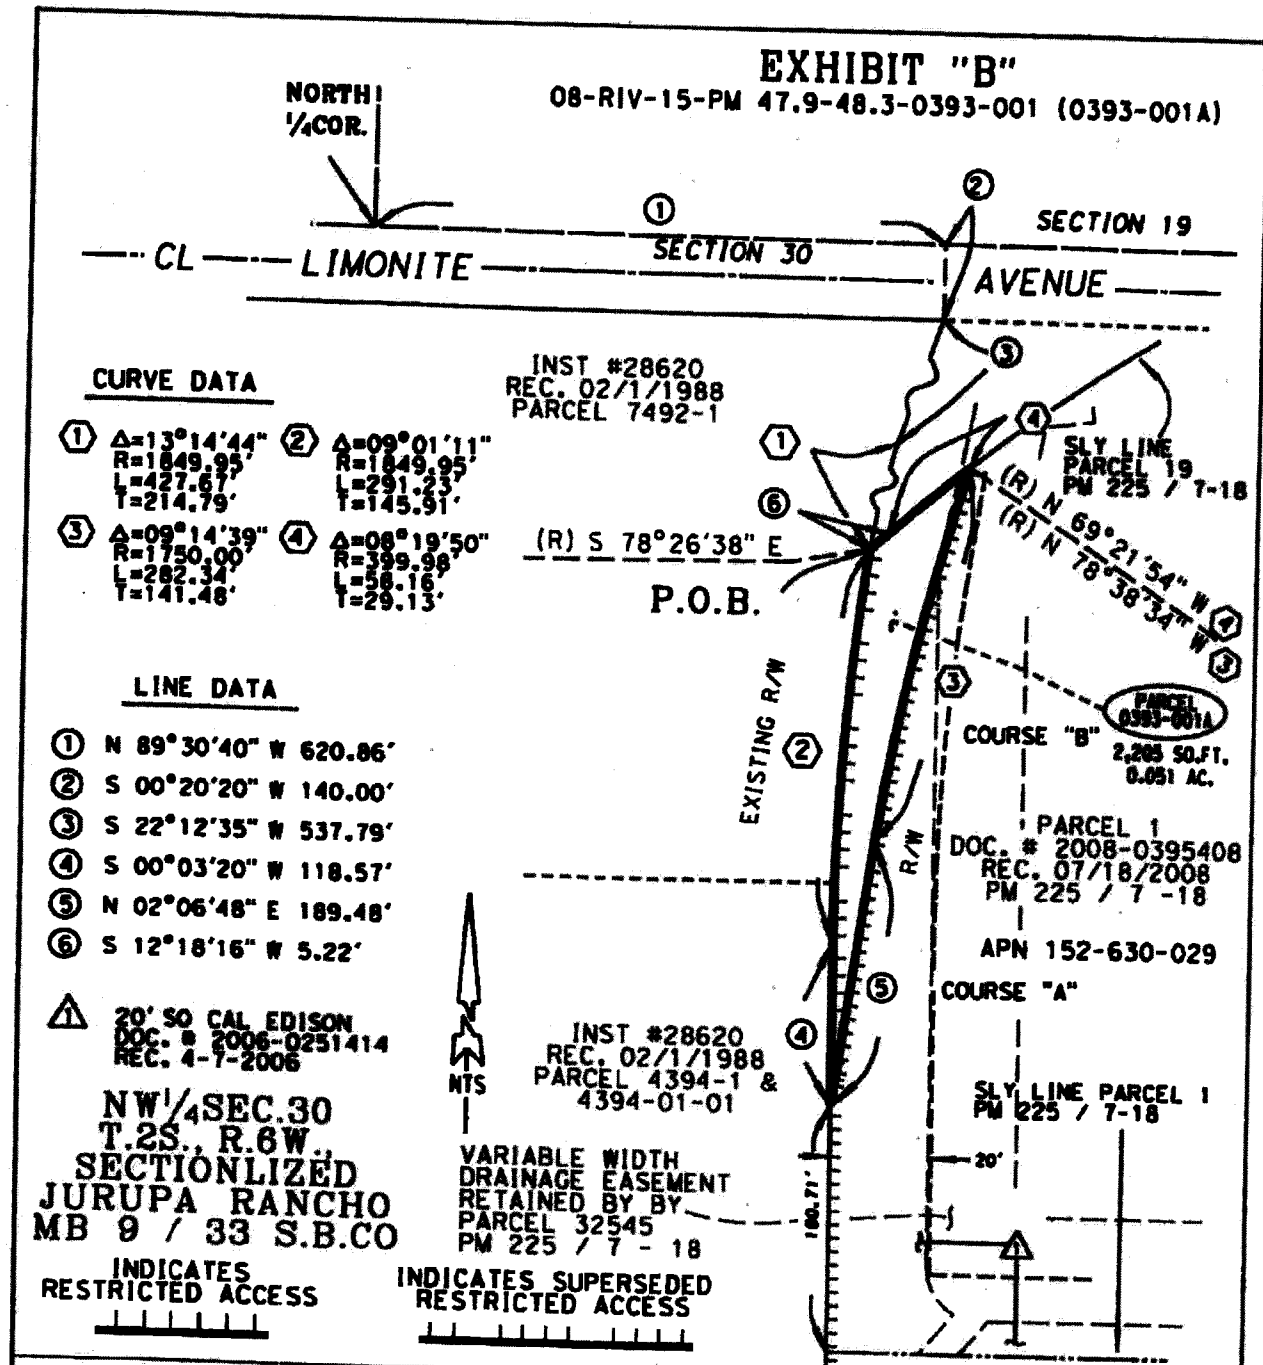 EXHIBIT "B"
08-RIV-15-PM 47.9-48.3-0393-001 (0393-001A)
NORTH
1/4 COR.
2
1
SECTION 19
SECTION 30
CL LIMONITE AVENUE
3
INST #28620
REC. 02/1/1988
PARCEL 7492-1
CURVE DATA
1 Δ=13°14'44"
R=1849.95'
L=427.67'
T=214.79'
2 Δ=09°01'11"
R=1849.95'
L=291.23'
T=145.91'
3 Δ=09°14'39"
R=1750.00'
L=282.34'
T=141.48'
4 Δ=08°19'50"
R=399.98'
L=58.16'
T=29.13'
4
1
SLY LINE
PARCEL 19
PM 225 / 7-18
6
(R) S 78°26'38" E
(R) N 69°21'54" W 4
(R) N 78°38'34" W 3
P.O.B.
EXISTING R/W
2
3
R/W
PARCEL
0393-001A
2,205 SQ.FT.
0.051 AC.
COURSE "B"
LINE DATA
1 N 89°30'40" W 620.86'
2 S 00°20'20" W 140.00'
3 S 22°12'35" W 537.79'
4 S 00°03'20" W 118.57'
5 N 02°06'48" E 189.48'
6 S 12°18'16" W 5.22'
PARCEL 1
DOC. # 2008-0395408
REC. 07/18/2008
PM 225 / 7 -18
APN 152-630-029
COURSE "A"
5
4
1 20' SO CAL EDISON
DOC. # 2006-0251414
REC. 4-7-2006
N
NTS
INST #28620
REC. 02/1/1988
PARCEL 4394-1 &
4394-01-01
SLY LINE PARCEL 1
PM 225 / 7-18
NW1/4 SEC.30
T.2S., R.6W.,
SECTIONLIZED
JURUPA RANCHO
MB 9 / 33 S.B.CO
VARIABLE WIDTH
DRAINAGE EASEMENT
RETAINED BY BY
PARCEL 32545
PM 225 / 7 - 18
20'
1
INDICATES
RESTRICTED ACCESS
INDICATES SUPERSEDED
RESTRICTED ACCESS